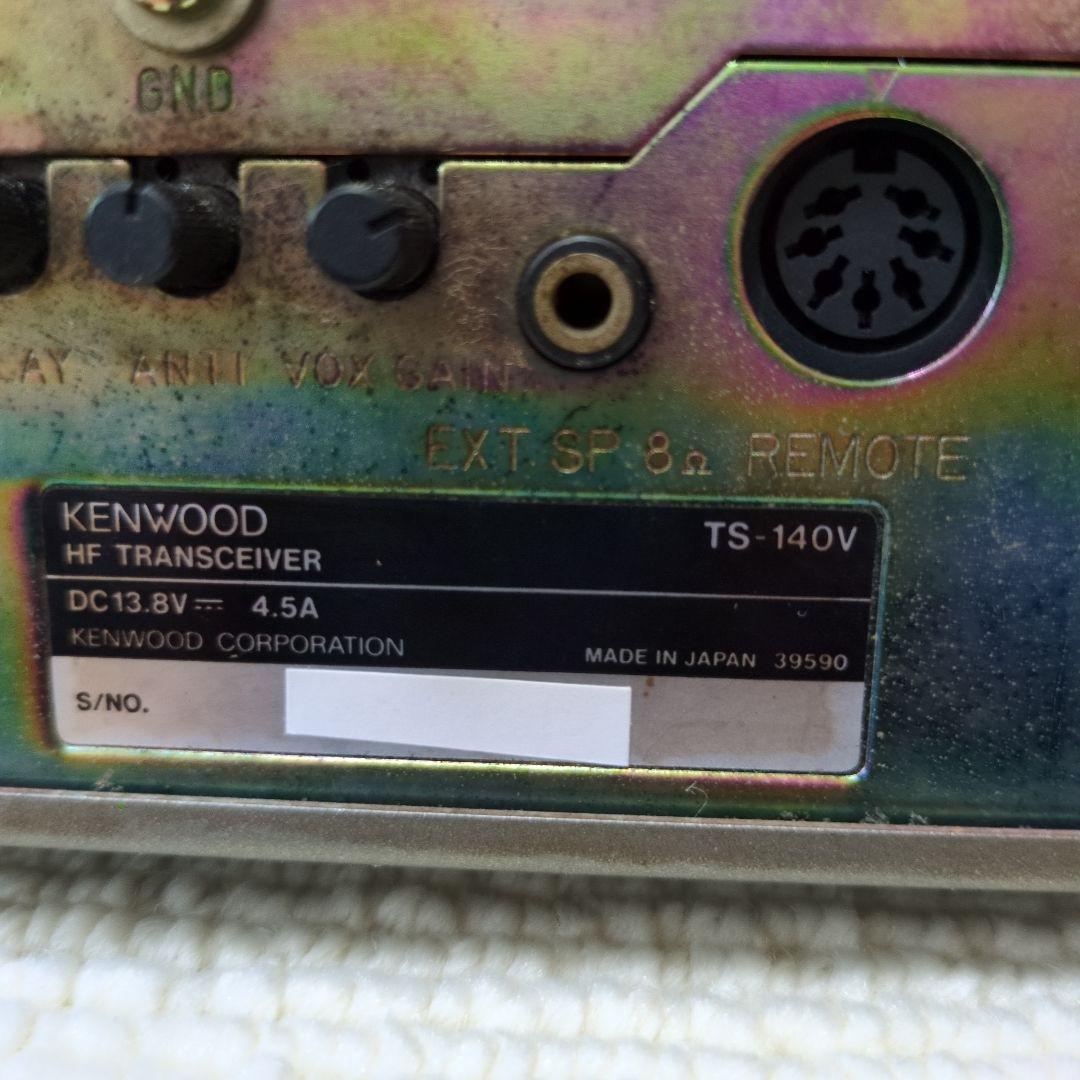 GND
LAY ANTI VOX GAIN
EXT. SP 8Ω REMOTE
KENWOOD TS-140V
HF TRANSCEIVER
DC13.8V⎓ 4.5A
KENWOOD CORPORATION MADE IN JAPAN 39590
S/NO.